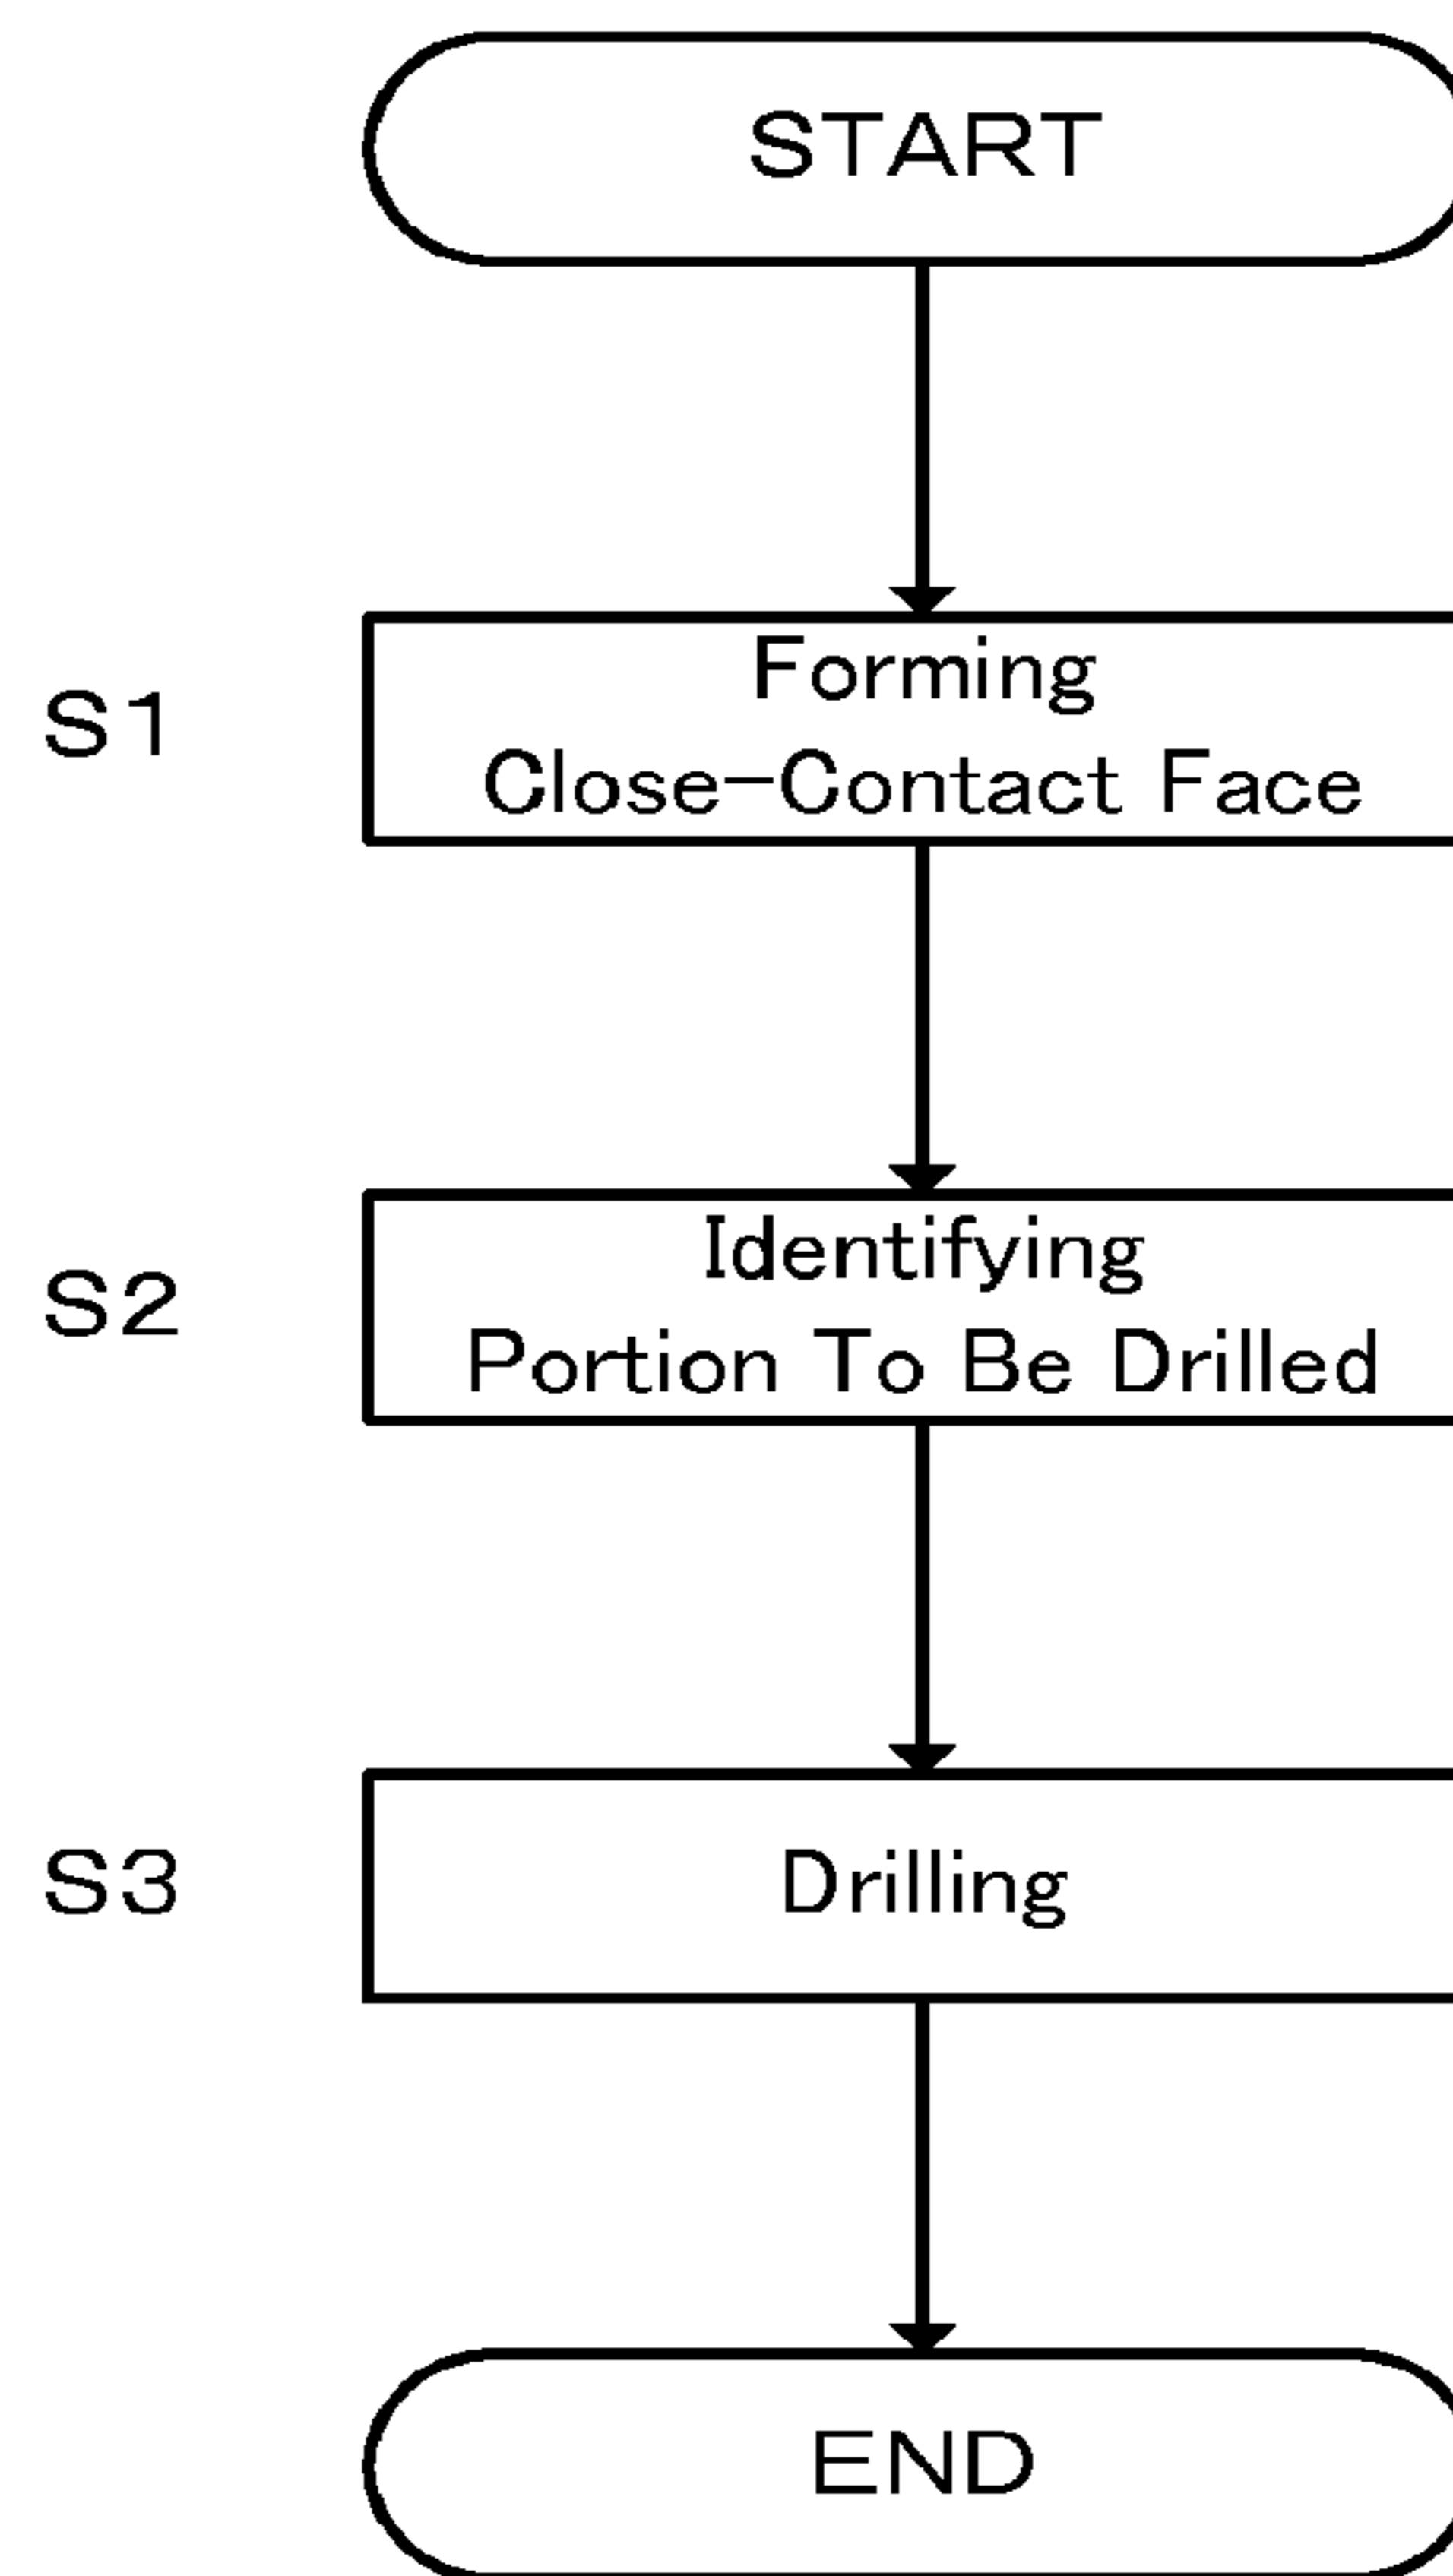 START
S1
Forming
Close-Contact Face
S2
Identifying
Portion To Be Drilled
S3
Drilling
END